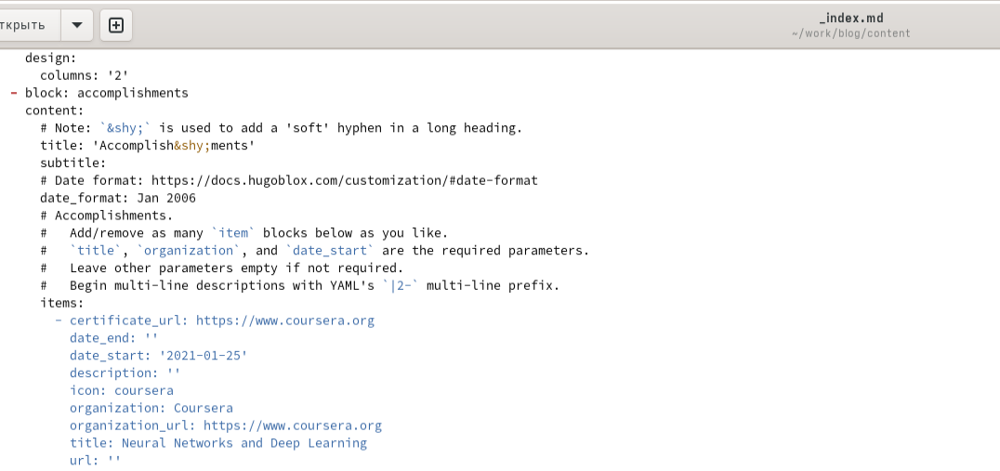 ткрыть
_index.md
~/work/blog/content
design:
columns: '2'
- block: accomplishments
content:
# Note: `&shy;` is used to add a 'soft' hyphen in a long heading.
title: 'Accomplish&shy;ments'
subtitle:
# Date format: https://docs.hugoblox.com/customization/#date-format
date_format: Jan 2006
# Accomplishments.
#   Add/remove as many `item` blocks below as you like.
#   `title`, `organization`, and `date_start` are the required parameters.
#   Leave other parameters empty if not required.
#   Begin multi-line descriptions with YAML's `|2-` multi-line prefix.
items:
- certificate_url: https://www.coursera.org
date_end: ''
date_start: '2021-01-25'
description: ''
icon: coursera
organization: Coursera
organization_url: https://www.coursera.org
title: Neural Networks and Deep Learning
url: ''